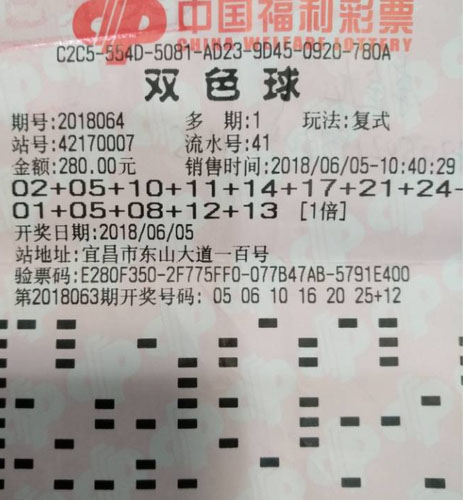 中国福利彩票
CHINA WELFARE LOTTERY
C2C5-554D-5081-AD23-9D45-0920-780A
双色球
期号:2018064 多期:1 玩法:复式
站号:42170007 流水号:41
金额:280.00元 销售时间:2018/06/05-10:40:29
02+05+10+11+14+17+21+24-
01+05+08+12+13 [1倍]
开奖日期:2018/06/05
站地址:宜昌市东山大道一百号
验票码:E280F350-2F775FF0-077B47AB-5791E400
第2018063期开奖号码: 05 06 10 16 20 25+12